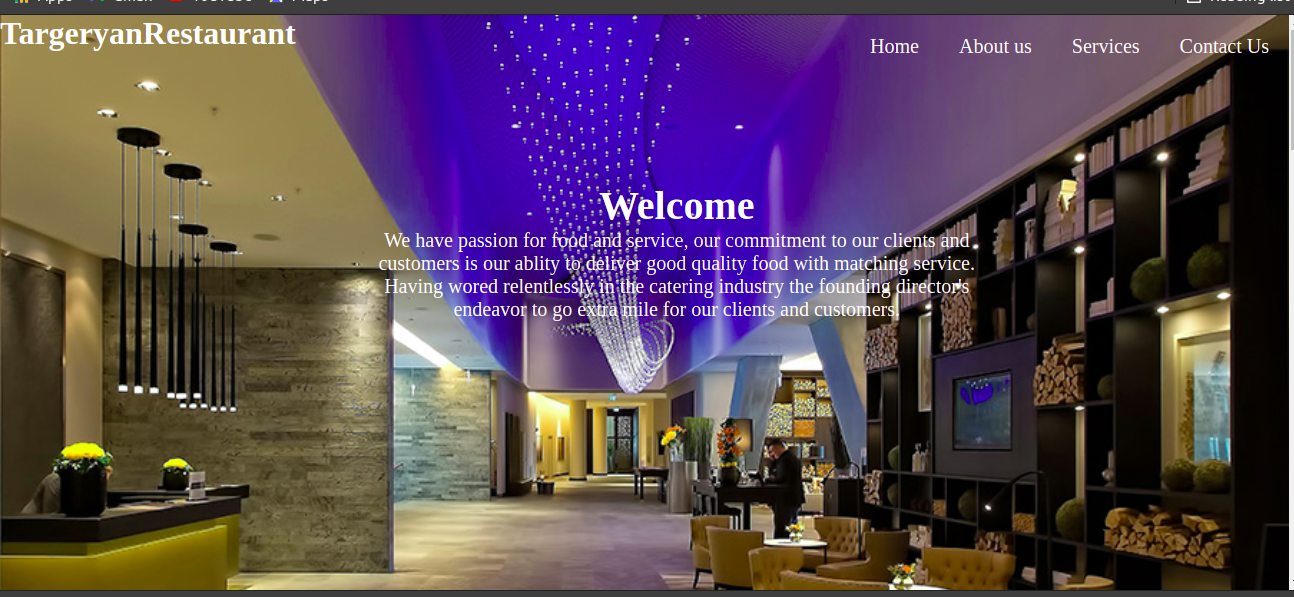 TargeryanRestaurant
Home About us Services Contact Us
Welcome
We have passion for food and service, our commitment to our clients and
customers is our ablity to deliver good quality food with matching service.
Having wored relentlessly in the catering industry the founding director's
endeavor to go extra mile for our clients and customers.